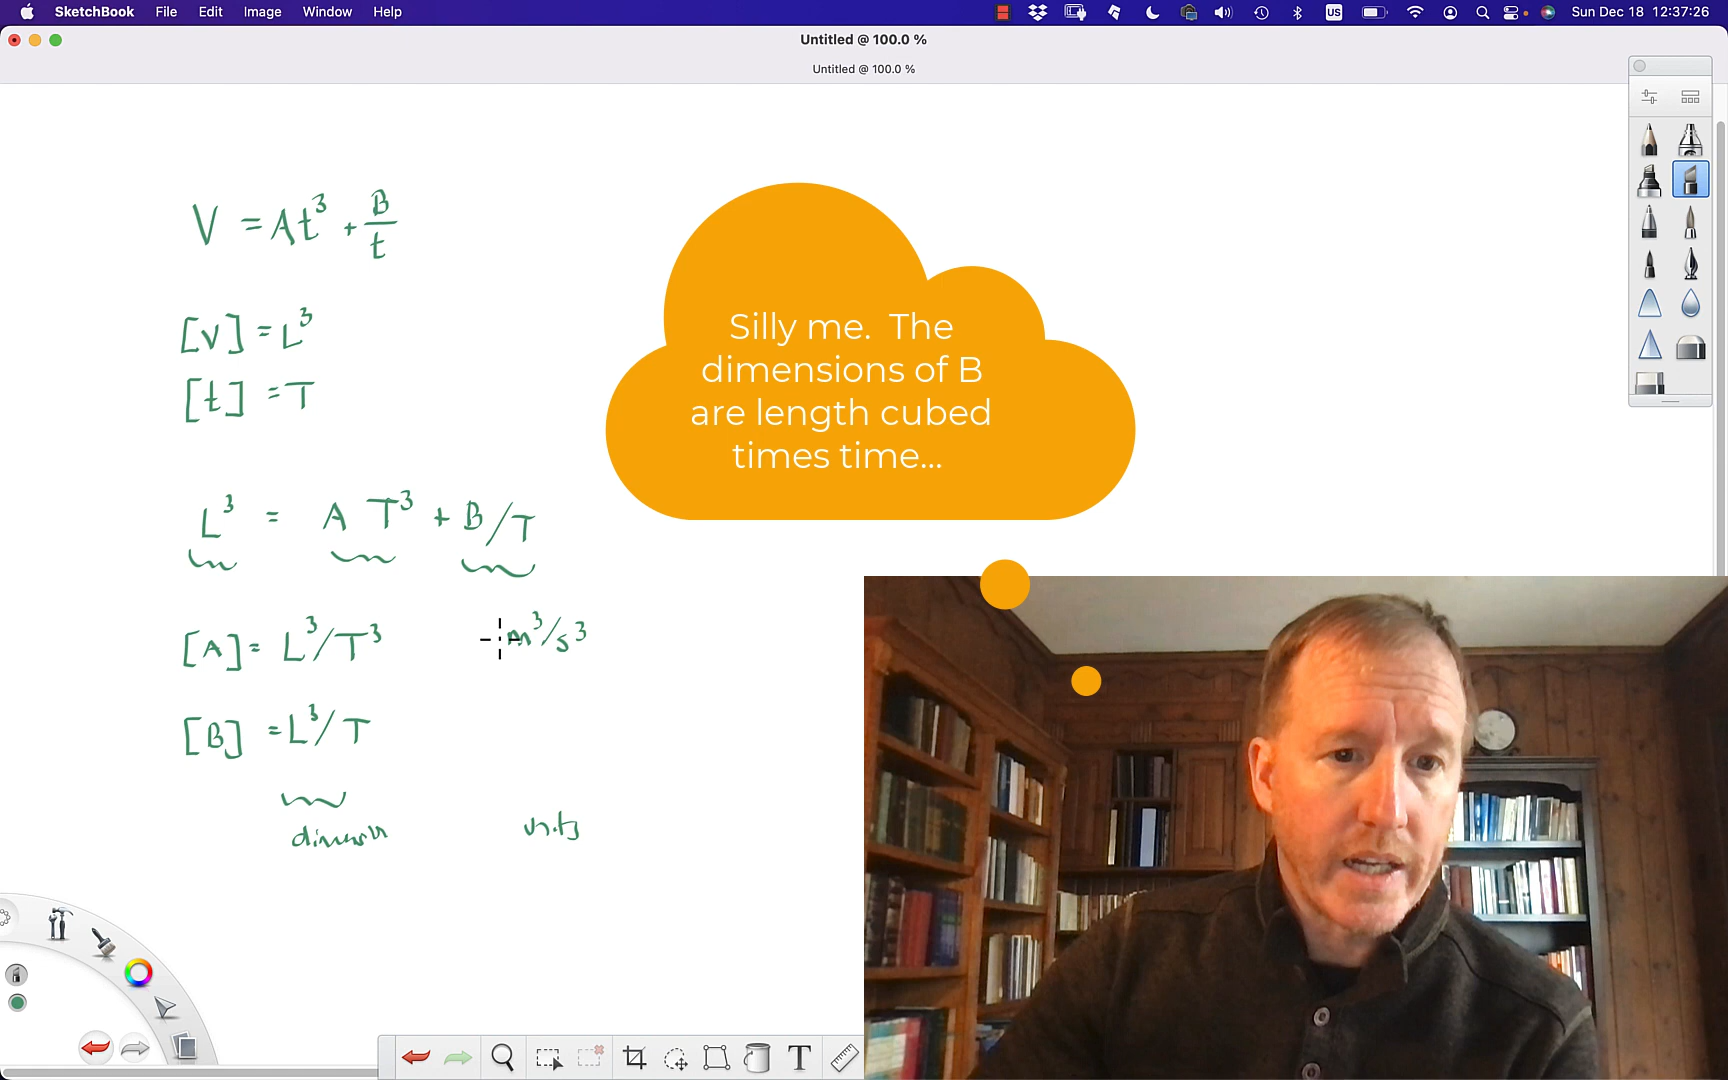 SketchBook File Edit Image Window Help US Sun Dec 18 12:37:26
Untitled @ 100.0 %
Untitled @ 100.0 %
V = At³ + B/t
[V] = L³
[t] = T
L³ = A T³ + B/T
[A] = L³/T³ m³/s³
[B] = L³/T
dimension units
Silly me. The
dimensions of B
are length cubed
times time...
T